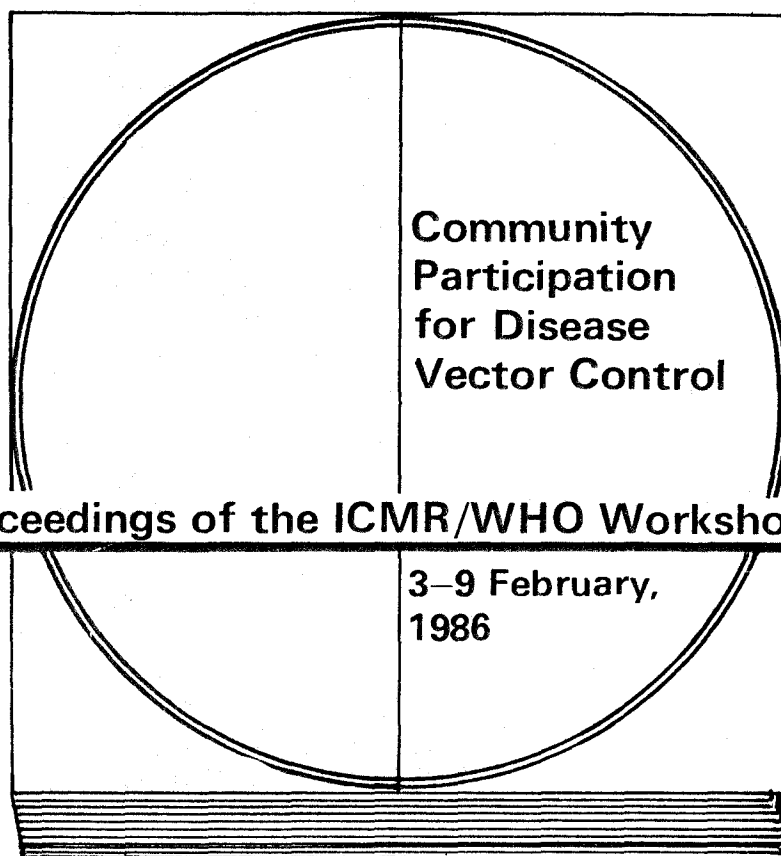 Community
Participation
for Disease
Vector Control
ceedings of the ICMR/WHO Worksho
3–9 February,
1986